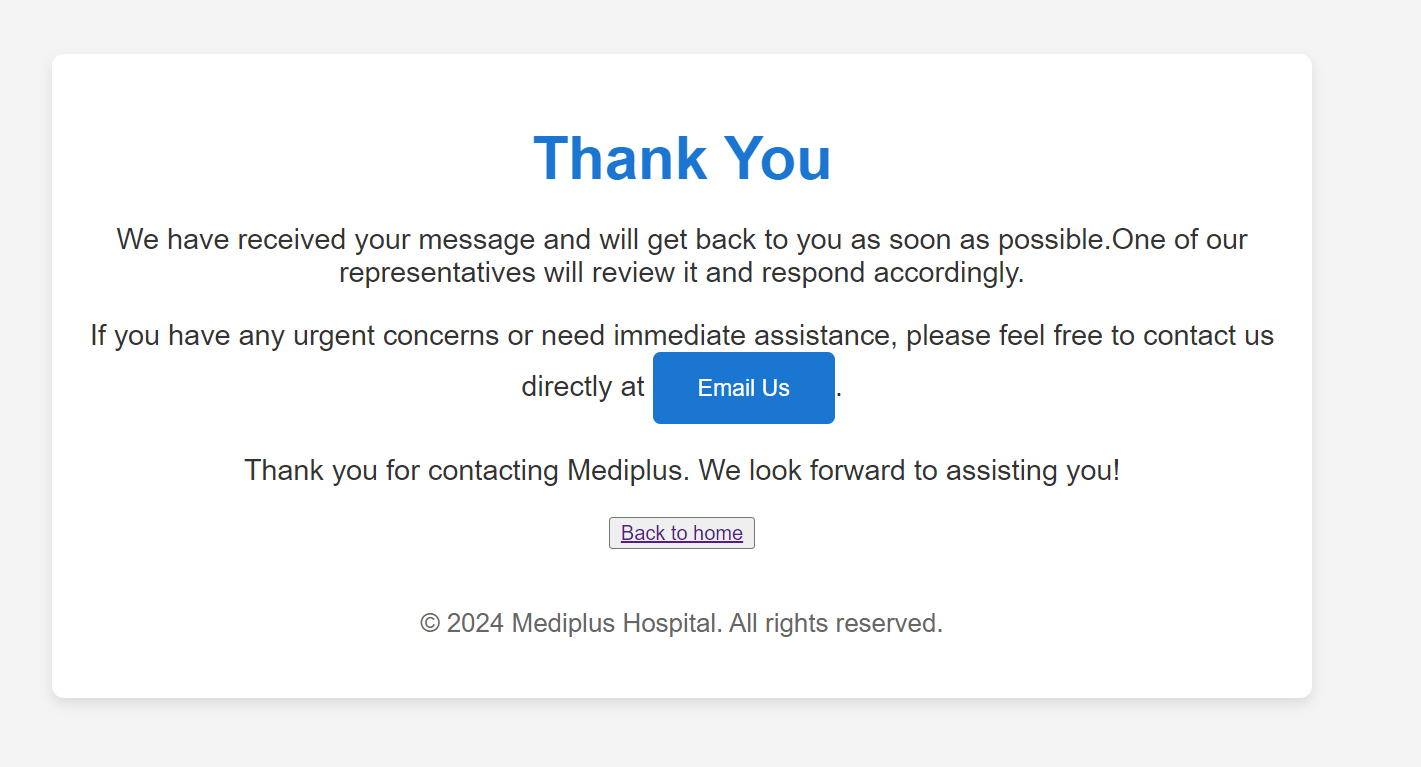 Thank You
We have received your message and will get back to you as soon as possible.One of our
representatives will review it and respond accordingly.
If you have any urgent concerns or need immediate assistance, please feel free to contact us
directly at Email Us.
Thank you for contacting Mediplus. We look forward to assisting you!
Back to home
© 2024 Mediplus Hospital. All rights reserved.